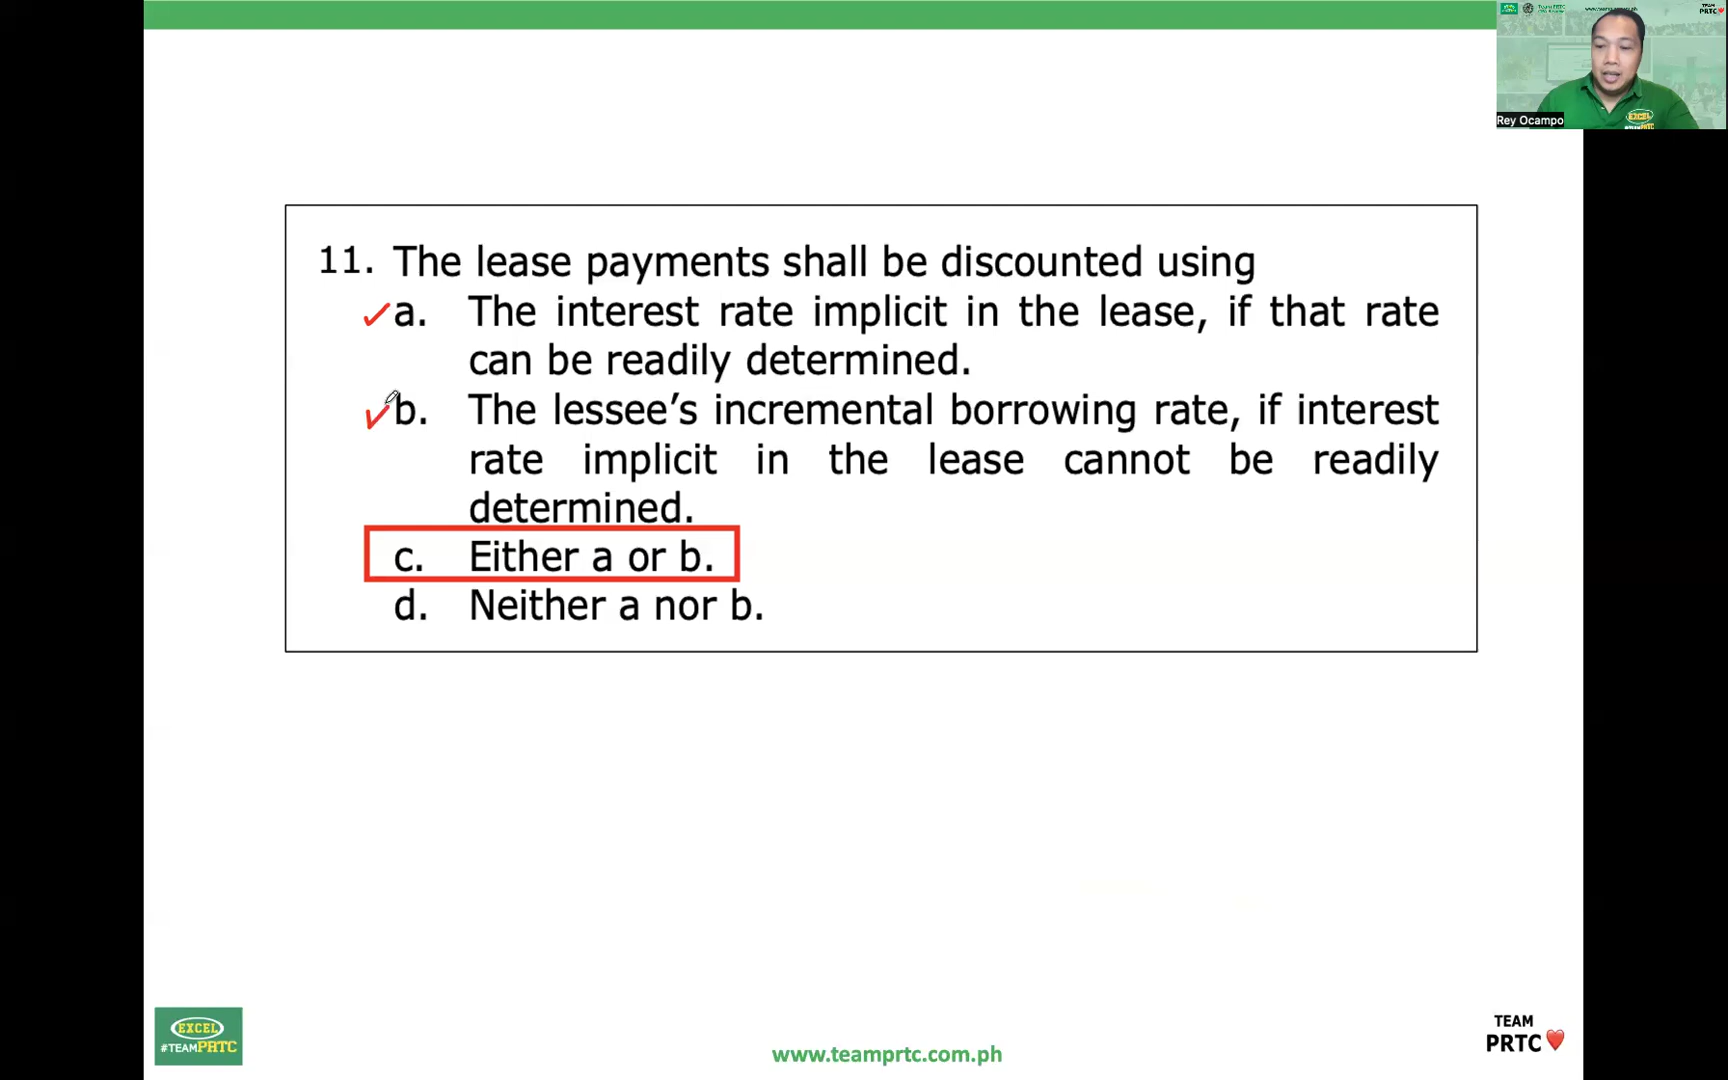 Rey Ocampo
TEAM
PRTC
11. The lease payments shall be discounted using
a. The interest rate implicit in the lease, if that rate
can be readily determined.
b. The lessee’s incremental borrowing rate, if interest
rate implicit in the lease cannot be readily
determined.
c. Either a or b.
d. Neither a nor b.
EXCEL
#TEAMPRTC
www.teamprtc.com.ph
TEAM
PRTC